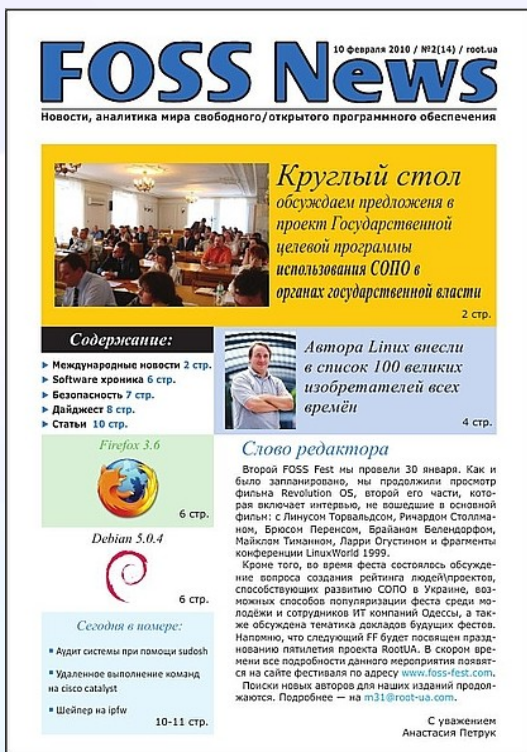 10 февраля 2010 / №2(14) / root.ua
FOSS News
Новости, аналитика мира свободного/открытого программного обеспечения
Круглый стол
обсуждаем предложеня в
проект Государственной
целевой программы
использования СОПО в
органах государственной власти
2 стр.
Содержание:
Международные новости 2 стр.
Software хроника 6 стр.
Безопасность 7 стр.
Дайджест 8 стр.
Статьи 10 стр.
Автора Linux внесли
в список 100 великих
изобретателей всех
времён
4 стр.
Firefox 3.6
6 стр.
Debian 5.0.4
6 стр.
Сегодня в номере:
Аудит системы при помощи sudosh
Удаленное выполнение команд
на cisco catalyst
Шейпер на ipfw
10-11 стр.
Слово редактора
Второй FOSS Fest мы провели 30 января. Как и
было запланировано, мы продолжили просмотр
фильма Revolution OS, второй его части, кото-
рая включает интервью, не вошедшие в основной
фильм: с Линусом Торвальдсом, Ричардом Столлма-
ном, Брюсом Перенсом, Брайаном Белендорфом,
Майклом Тиманном, Ларри Огустином и фрагменты
конференции LinuxWorld 1999.
Кроме того, во время феста состоялось обсужде-
ние вопроса создания рейтинга людей\проектов,
способствующих развитию СОПО в Украине, воз-
можных способов популяризации феста среди мо-
лодёжи и сотрудников ИТ компаний Одессы, а так-
же обсуждена тематика докладов будущих фестов.
Напомню, что следующий FF будет посвящен празд-
нованию пятилетия проекта RootUA. В скором вре-
мени все подробности данного мероприятия появят-
ся на сайте фестиваля по адресу www.foss-fest.com.
Поиски новых авторов для наших изданий продол-
жаются. Подробнее — на m31@root-ua.com.
С уважением
Анастасия Петрук